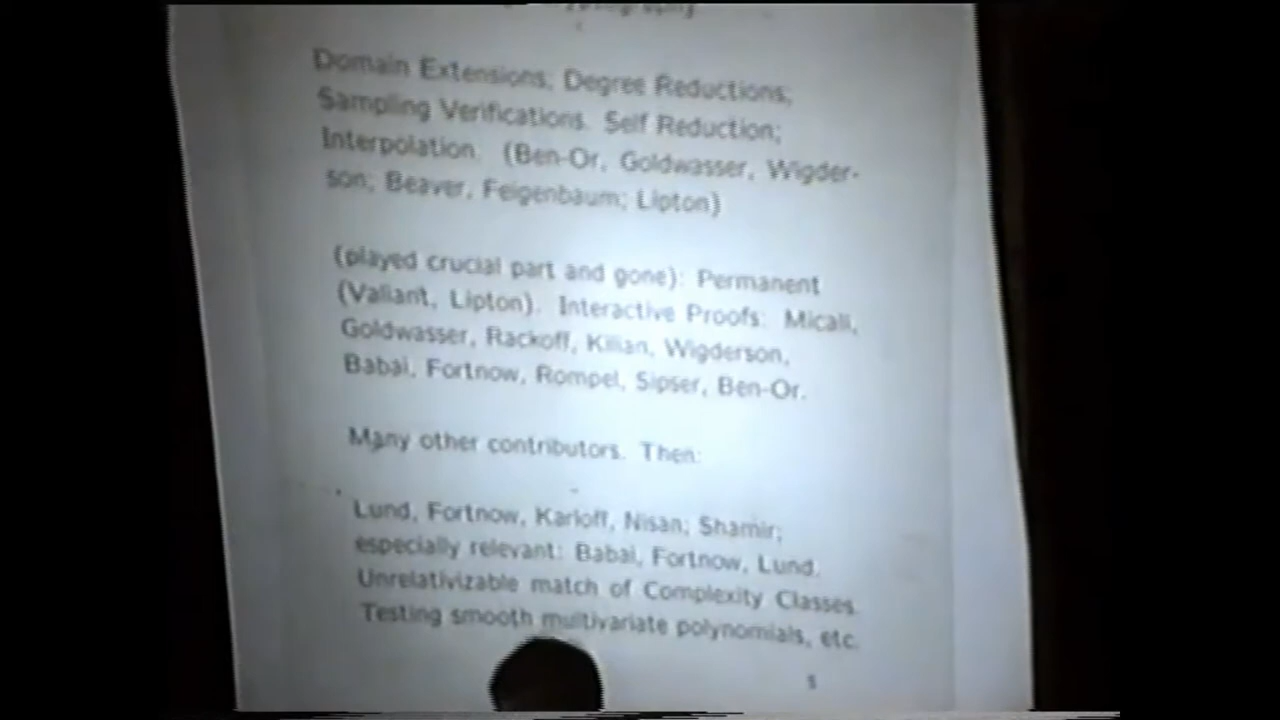 Domain Extensions; Degree Reductions;
Sampling Verifications. Self Reduction;
Interpolation. (Ben-Or, Goldwasser, Wigder-
son; Beaver, Feigenbaum; Lipton)
(played crucial part and gone): Permanent
(Valiant, Lipton). Interactive Proofs: Micali,
Goldwasser, Rackoff, Kilian, Wigderson,
Babai, Fortnow, Rompel, Sipser, Ben-Or.
Many other contributors. Then:
Lund, Fortnow, Karloff, Nisan; Shamir;
especially relevant: Babai, Fortnow, Lund.
Unrelativizable match of Complexity Classes.
Testing smooth multivariate polynomials, etc.
5